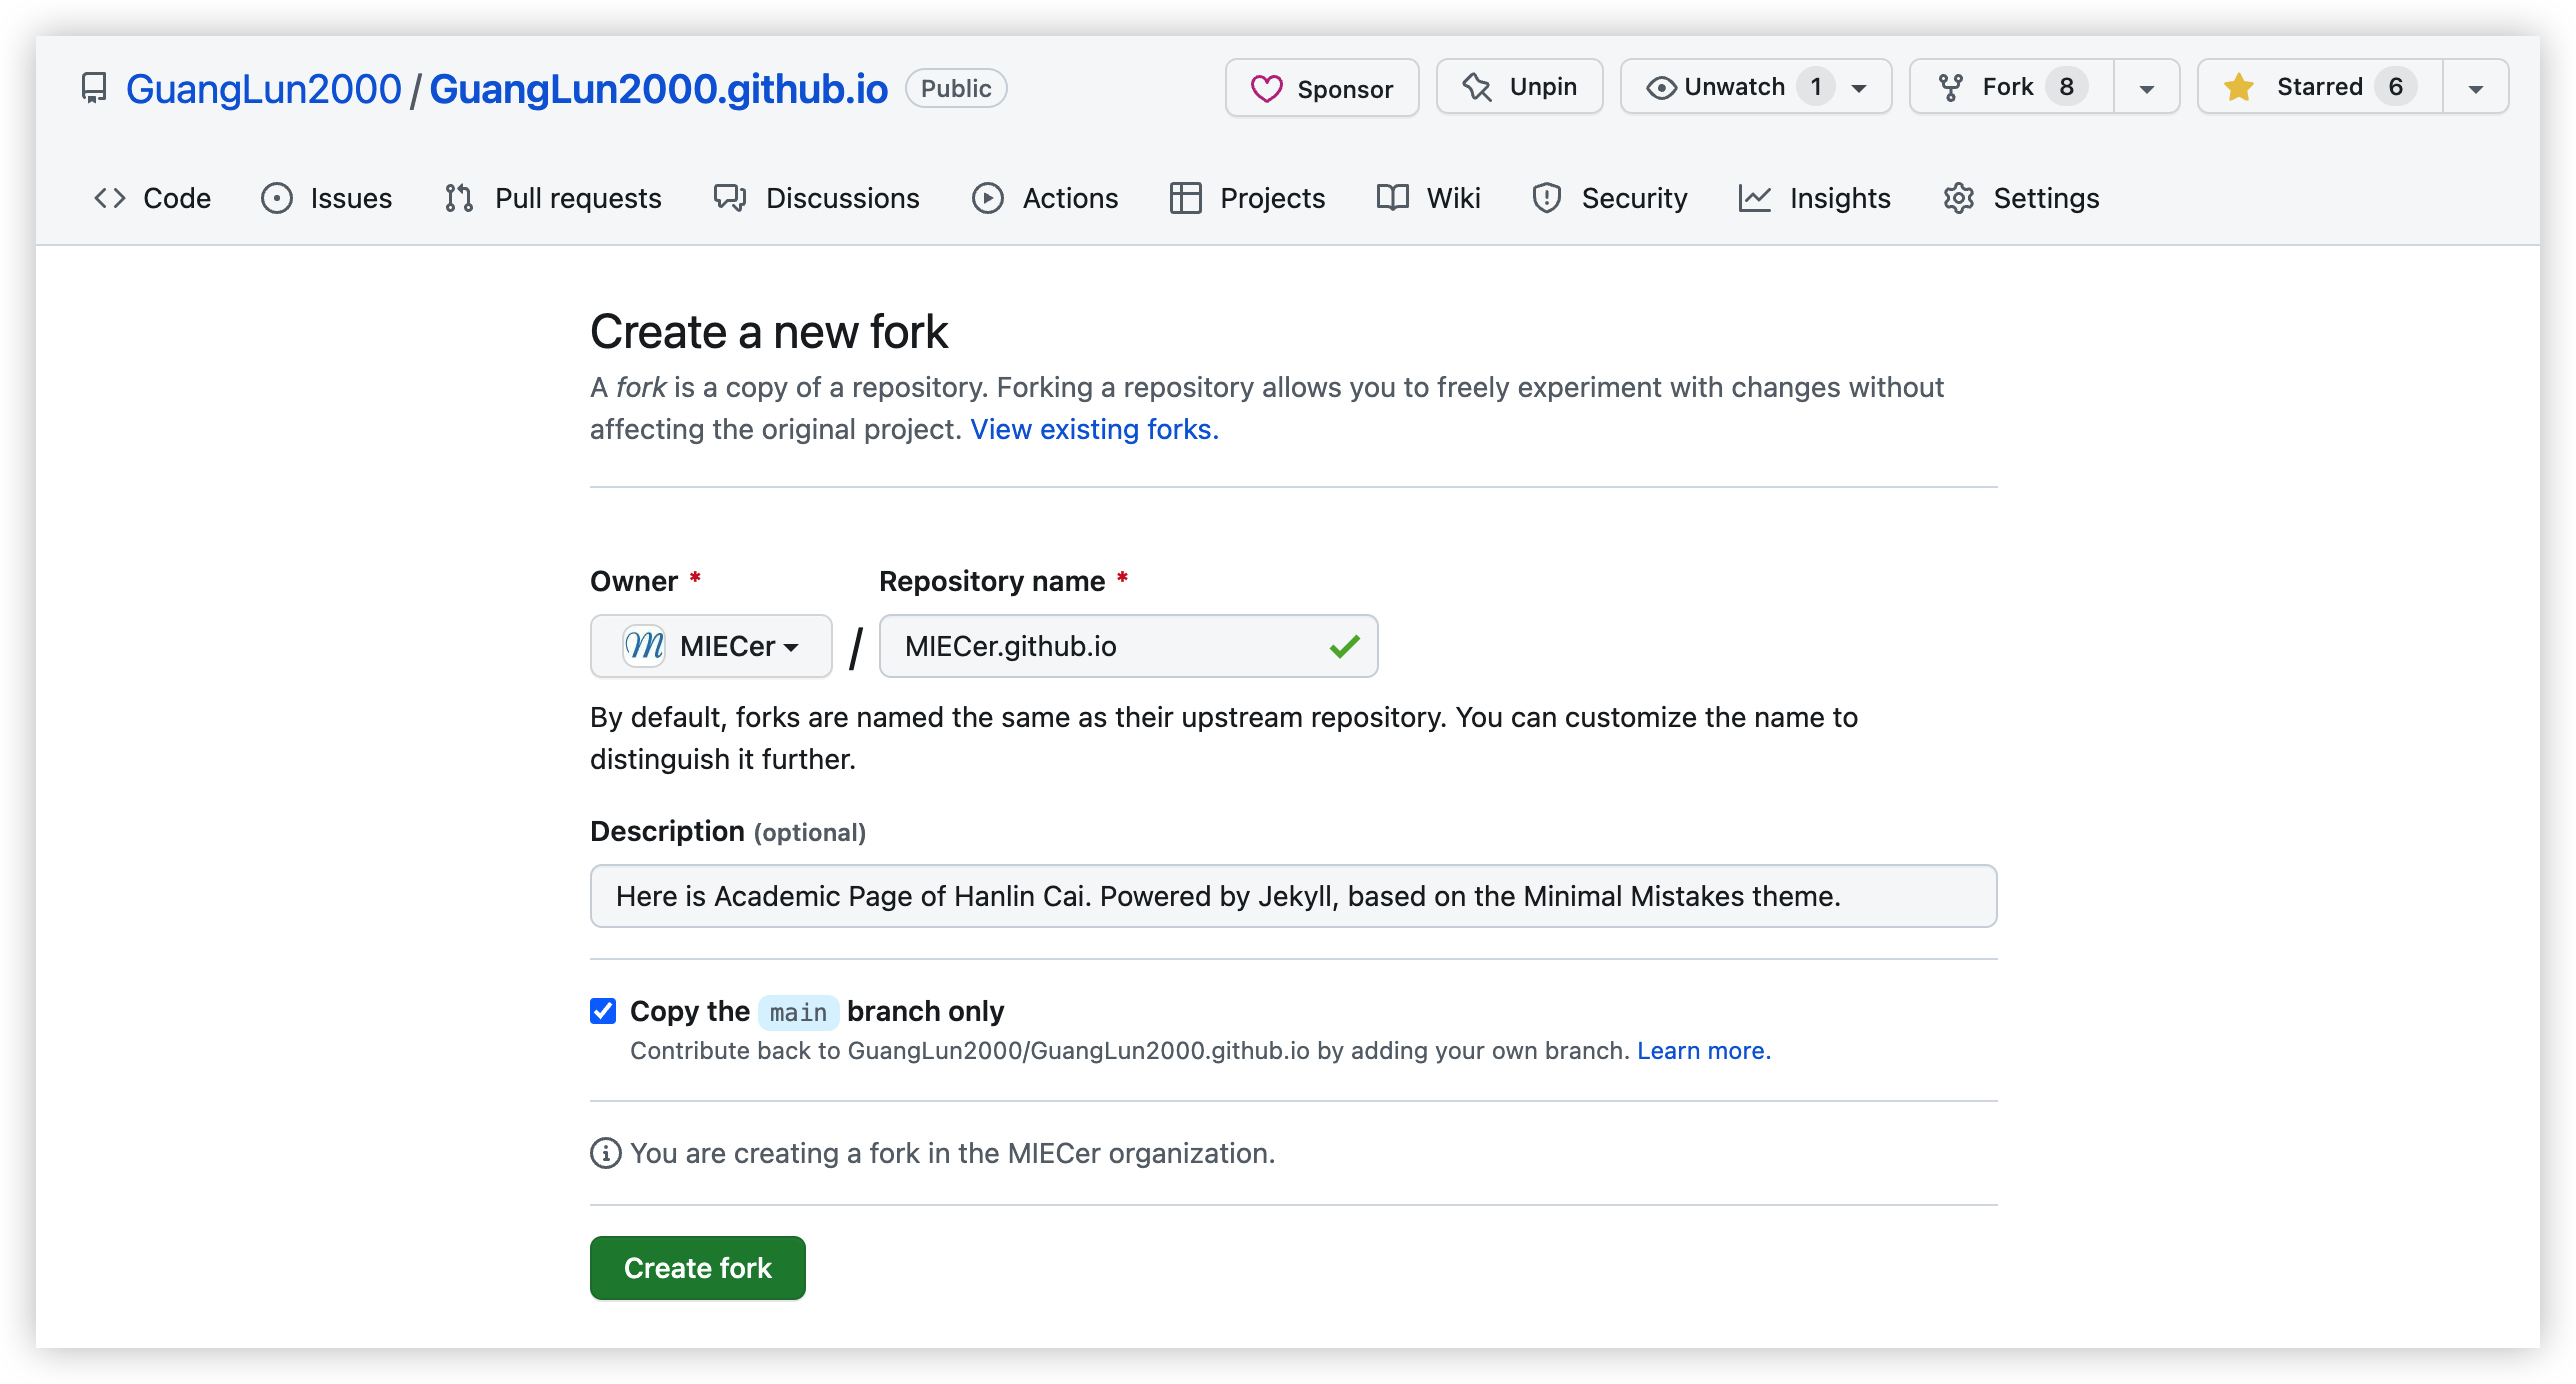 GuangLun2000 / GuangLun2000.github.io Public Sponsor Unpin Unwatch 1 Fork 8 Starred 6
Code Issues Pull requests Discussions Actions Projects Wiki Security Insights Settings
Create a new fork
A fork is a copy of a repository. Forking a repository allows you to freely experiment with changes without
affecting the original project. View existing forks.
Owner * Repository name *
m MIECer / MIECer.github.io
By default, forks are named the same as their upstream repository. You can customize the name to
distinguish it further.
Description (optional)
Here is Academic Page of Hanlin Cai. Powered by Jekyll, based on the Minimal Mistakes theme.
Copy the main branch only
Contribute back to GuangLun2000/GuangLun2000.github.io by adding your own branch. Learn more.
You are creating a fork in the MIECer organization.
Create fork